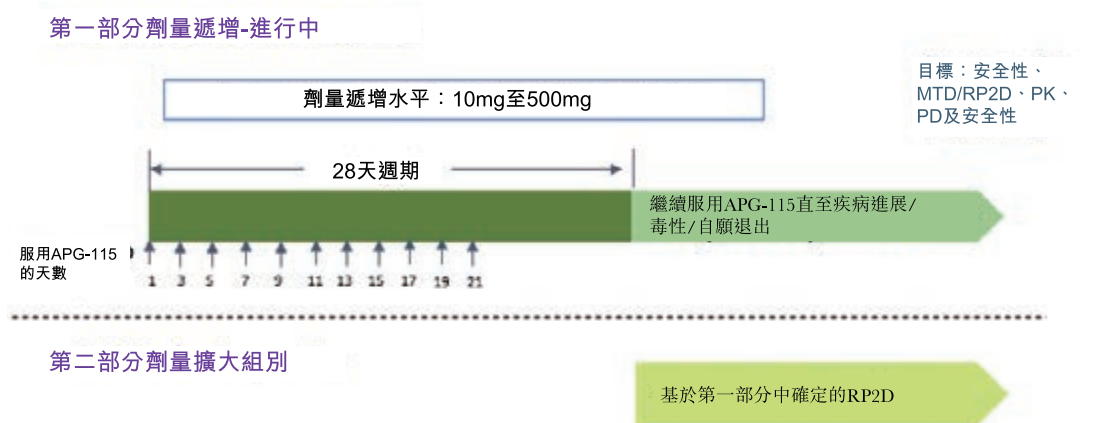 第一部分劑量遞增-進行中
劑量遞增水平：10mg至500mg
目標：安全性、
MTD/RP2D、PK、
PD及安全性
28天週期
繼續服用APG-115直至疾病進展/
毒性/自願退出
服用APG-115
的天數
1 3 5 7 9 11 13 15 17 19 21
第二部分劑量擴大組別
基於第一部分中確定的RP2D